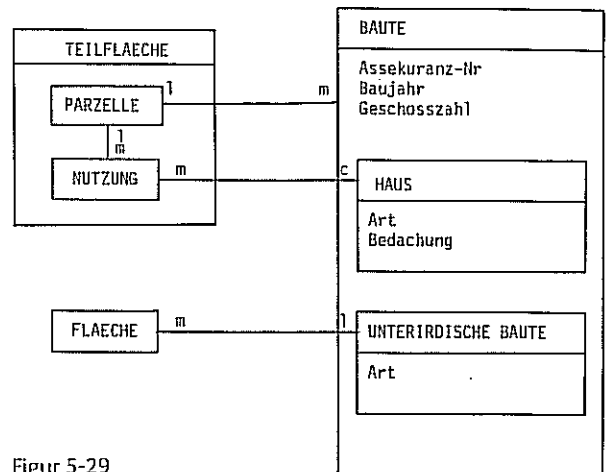 TEILFLAECHE
PARZELLE
1
1
m
NUTZUNG
m
FLAECHE
m
BAUTE
Assekuranz-Nr
Baujahr
Geschosszahl
m
c
HAUS
Art
Bedachung
1
UNTERIRDISCHE BAUTE
Art
Figur 5-29